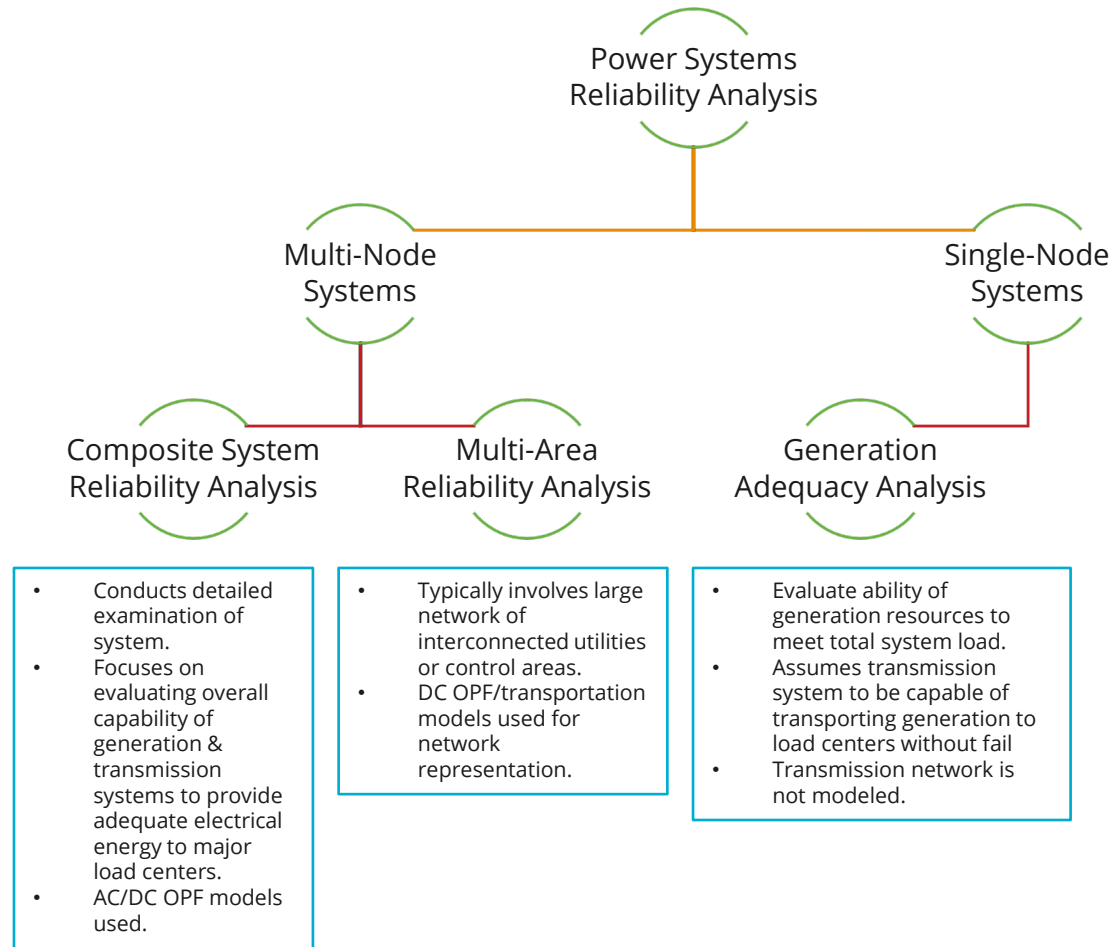 Power Systems
Reliability Analysis
Multi-Node
Systems
Single-Node
Systems
Composite System
Reliability Analysis
Multi-Area
Reliability Analysis
Generation
Adequacy Analysis
• Conducts detailed
examination of
system.
• Focuses on
evaluating overall
capability of
generation &
transmission
systems to provide
adequate electrical
energy to major
load centers.
• AC/DC OPF models
used.
• Typically involves large
network of
interconnected utilities
or control areas.
• DC OPF/transportation
models used for
network
representation.
• Evaluate ability of
generation resources to
meet total system load.
• Assumes transmission
system to be capable of
transporting generation to
load centers without fail
• Transmission network is
not modeled.